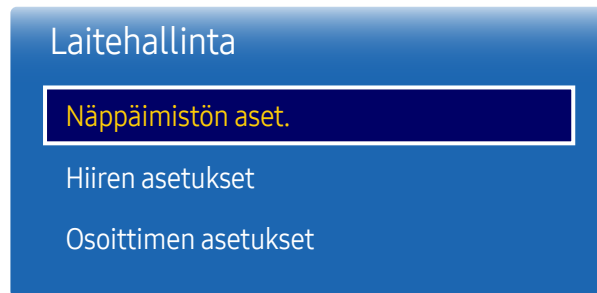 Laitehallinta
Näppäimistön aset.
Hiiren asetukset
Osoittimen asetukset